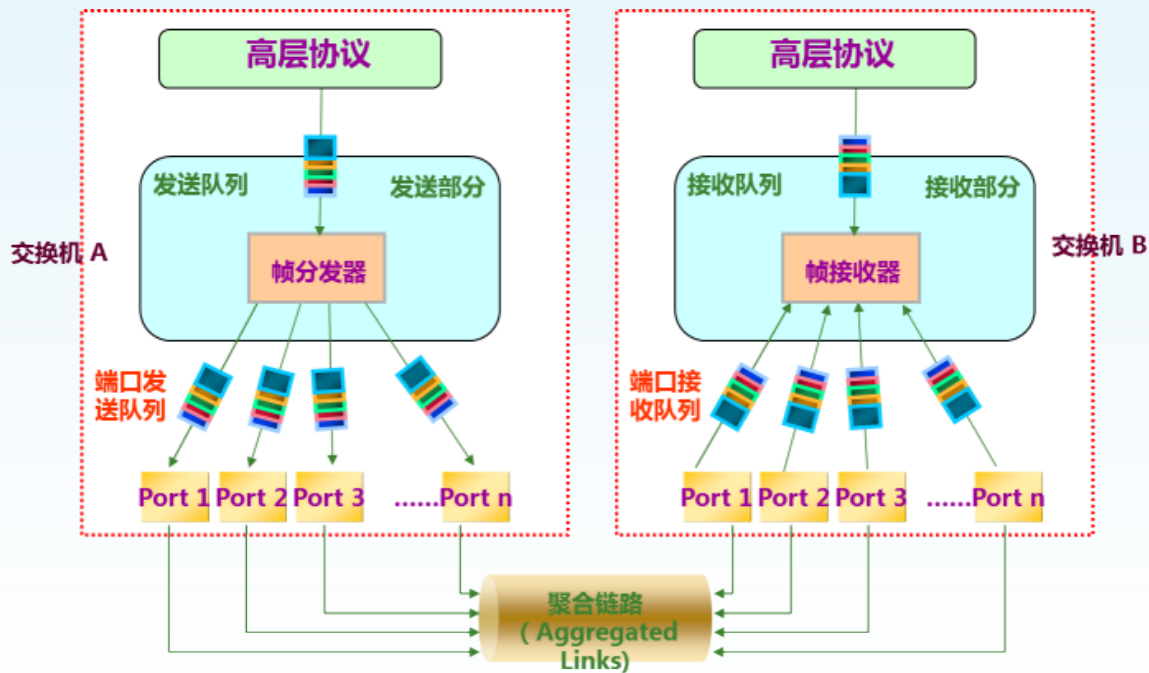 高层协议
高层协议
发送队列
发送部分
接收队列
接收部分
交换机 A
交换机 B
帧分发器
帧接收器
端口发
送队列
端口接
收队列
Port 1
Port 2
Port 3
......Port n
Port 1
Port 2
Port 3
......Port n
聚合链路
( Aggregated
Links)